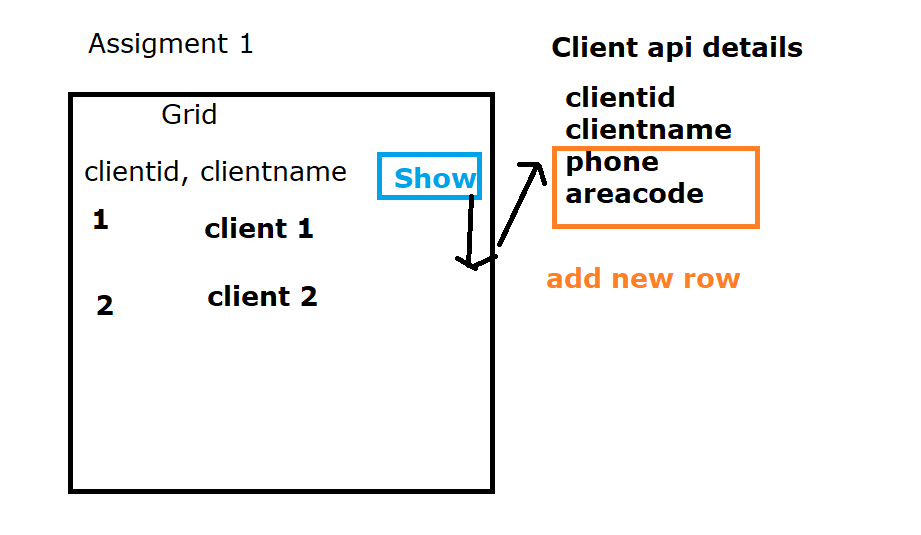 Assigment 1
Grid
clientid, clientname
Show
1 client 1
2 client 2
Client api details
clientid
clientname
phone
areacode
add new row